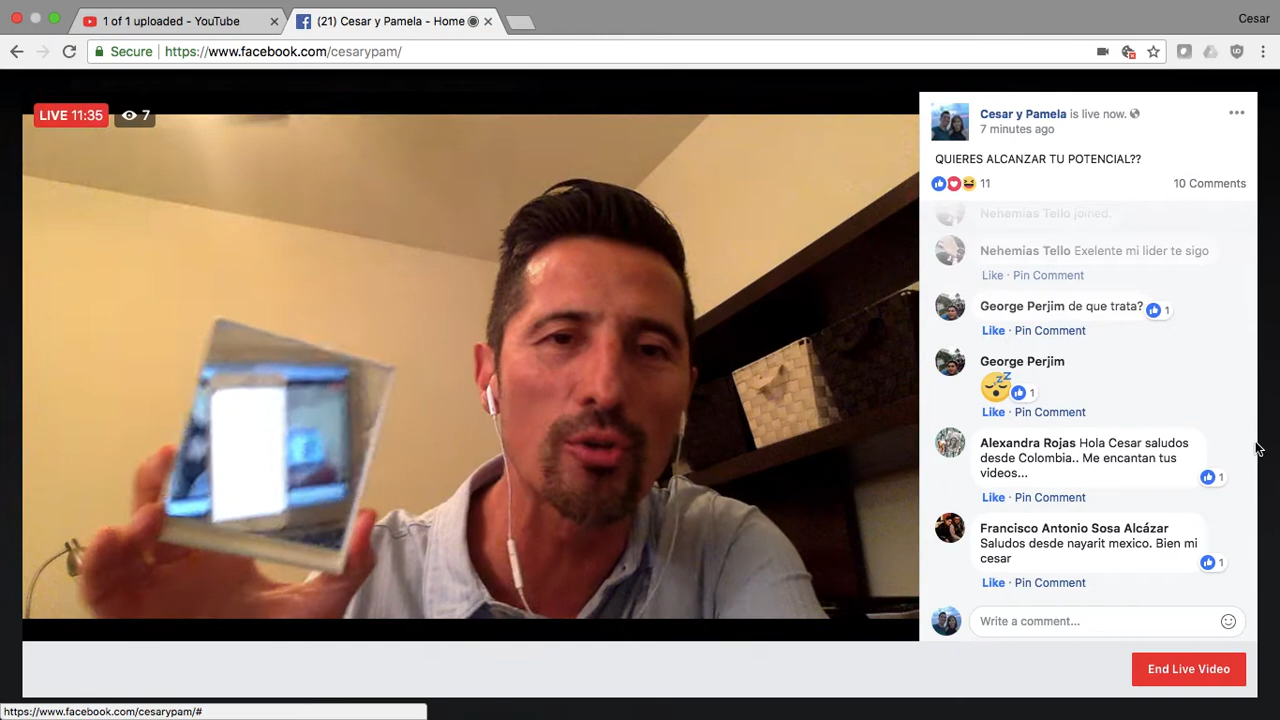 1 of 1 uploaded - YouTube
(21) Cesar y Pamela - Home
Cesar
Secure
https://www.facebook.com/cesarypam/
LIVE 11:35
7
Cesar y Pamela is live now.
7 minutes ago
QUIERES ALCANZAR TU POTENCIAL??
11
10 Comments
Nehemias Tello joined.
Nehemias Tello Exelente mi lider te sigo
Like · Pin Comment
George Perjim de que trata?
1
Like · Pin Comment
George Perjim
1
Like · Pin Comment
Alexandra Rojas Hola Cesar saludos
desde Colombia.. Me encantan tus
videos...
1
Like · Pin Comment
Francisco Antonio Sosa Alcázar
Saludos desde nayarit mexico. Bien mi
cesar
1
Like · Pin Comment
Write a comment...
End Live Video
https://www.facebook.com/cesarypam/#